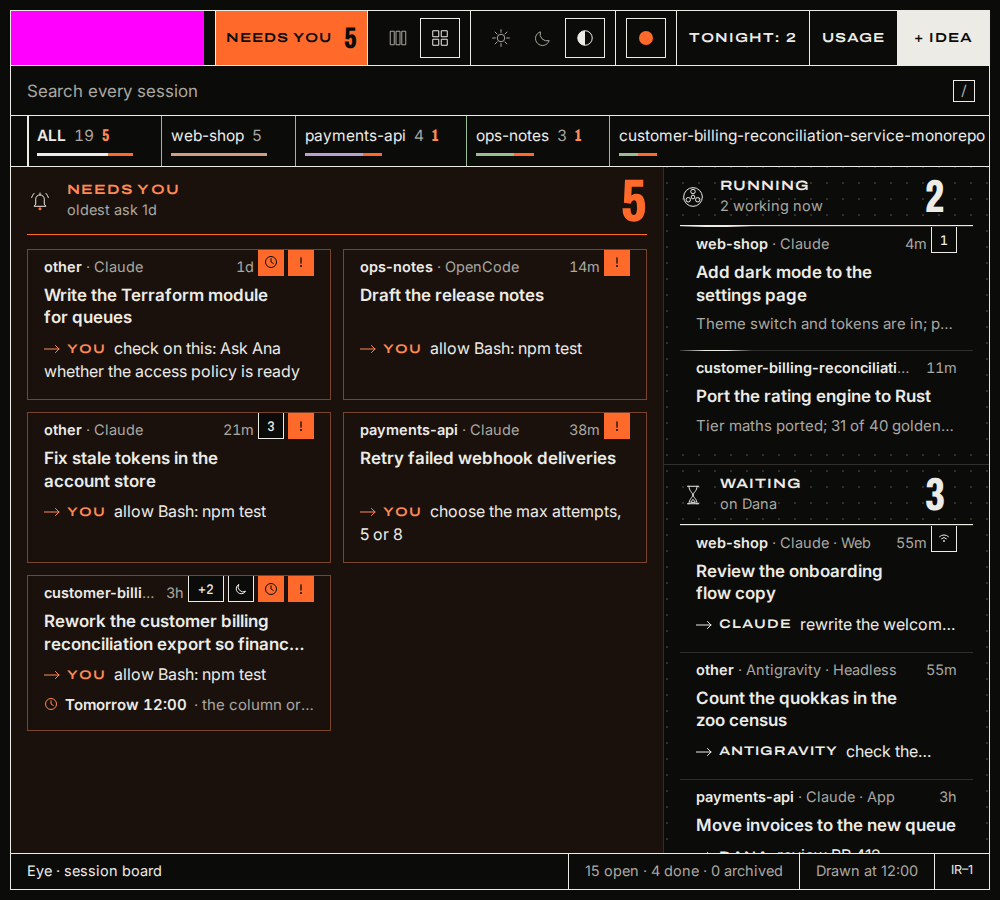 NEEDS YOU 5
TONIGHT: 2
USAGE
+ IDEA
Search every session
/
ALL 19 5
web-shop 5
payments-api 4 1
ops-notes 3 1
customer-billing-reconciliation-service-monorepo
NEEDS YOU
oldest ask 1d
5
other · Claude 1d !
Write the Terraform module
for queues
→ YOU check on this: Ask Ana
whether the access policy is ready
ops-notes · OpenCode 14m !
Draft the release notes
→ YOU allow Bash: npm test
other · Claude 21m 3 !
Fix stale tokens in the
account store
→ YOU allow Bash: npm test
payments-api · Claude 38m !
Retry failed webhook deliveries
→ YOU choose the max attempts,
5 or 8
customer-billi... 3h +2 !
Rework the customer billing
reconciliation export so financ...
→ YOU allow Bash: npm test
Tomorrow 12:00 · the column or...
RUNNING
2 working now
2
web-shop · Claude 4m 1
Add dark mode to the
settings page
Theme switch and tokens are in; p...
customer-billing-reconciliati... 11m
Port the rating engine to Rust
Tier maths ported; 31 of 40 golden...
WAITING
on Dana
3
web-shop · Claude · Web 55m
Review the onboarding
flow copy
→ CLAUDE rewrite the welcom...
other · Antigravity · Headless 55m
Count the quokkas in the
zoo census
→ ANTIGRAVITY check the...
payments-api · Claude · App 3h
Move invoices to the new queue
Eye · session board
15 open · 4 done · 0 archived
Drawn at 12:00
IR–1